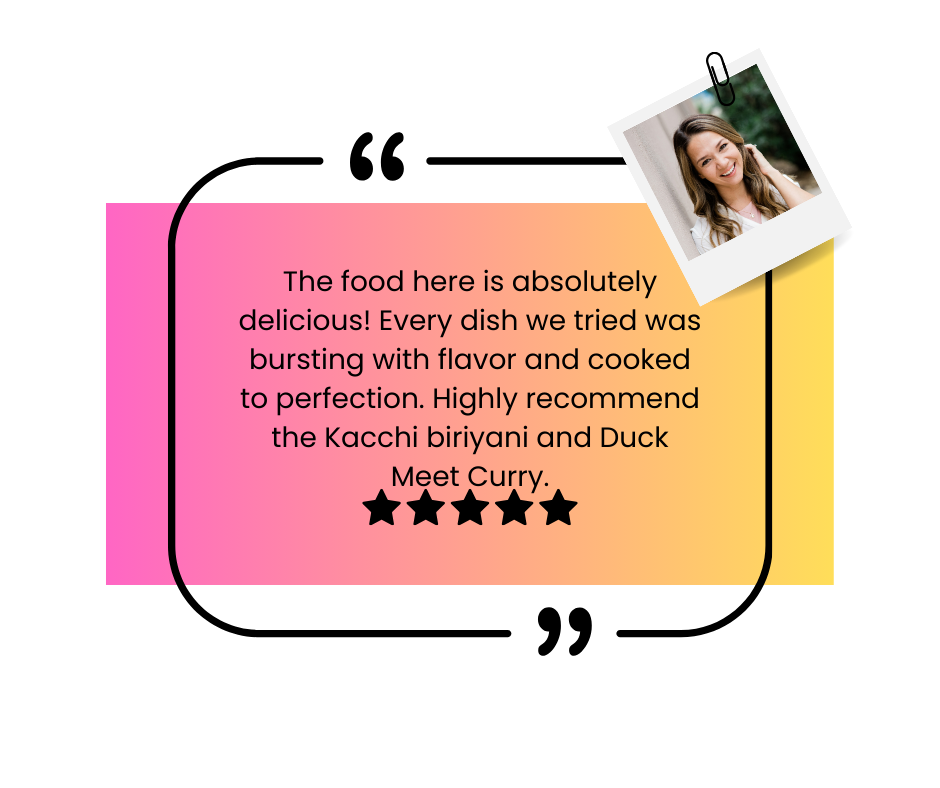 The food here is absolutely
delicious! Every dish we tried was
bursting with flavor and cooked
to perfection. Highly recommend
the Kacchi biriyani and Duck
Meet Curry.